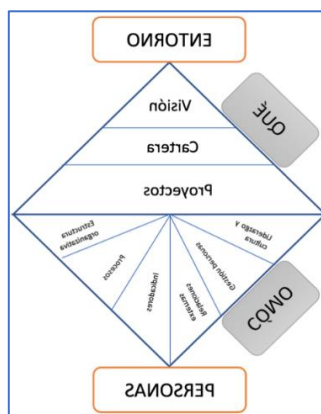 ENTORNO
QUÉ
Visión
Cartera
Proyectos
Estructura
organizativa
Procesos
Indicadores
Relaciones
externas
Gestión personas
Liderazgo y
cultura
CÓMO
PERSONAS